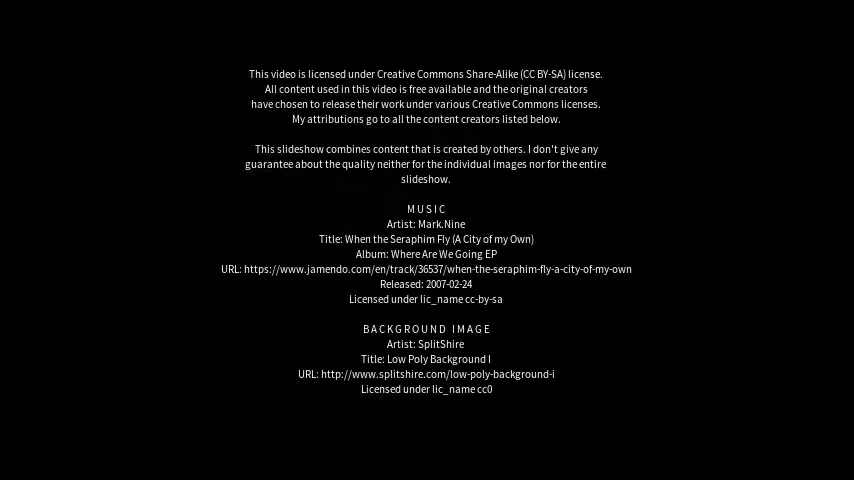 This video is licensed under Creative Commons Share-Alike (CC BY-SA) license.
All content used in this video is free available and the original creators
have chosen to release their work under various Creative Commons licenses.
My attributions go to all the content creators listed below.
This slideshow combines content that is created by others. I don't give any
guarantee about the quality neither for the individual images nor for the entire
slideshow.
MUSIC
Artist: Mark.Nine
Title: When the Seraphim Fly (A City of my Own)
Album: Where Are We Going EP
URL: https://www.jamendo.com/en/track/36537/when-the-seraphim-fly-a-city-of-my-own
Released: 2007-02-24
Licensed under lic_name cc-by-sa
BACKGROUND IMAGE
Artist: SplitShire
Title: Low Poly Background I
URL: http://www.splitshire.com/low-poly-background-i
Licensed under lic_name cc0